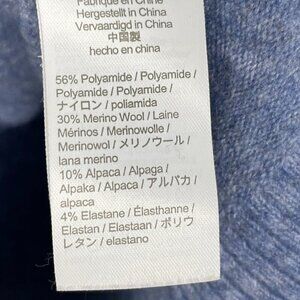 Fabriqué en Chine
Hergestellt in China
Vervaardigd in China
中国製
hecho en china
56% Polyamide / Polyamide /
Polyamide / Polyamide /
ナイロン / poliamida
30% Merino Wool / Laine
Mérinos / Merinowolle /
Merinowol / メリノウール /
lana merino
10% Alpaca / Alpaga /
Alpaka / Alpaca / アルパカ /
alpaca
4% Elastane / Élasthanne /
Elastan / Elastaan / ポリウ
レタン / elastano